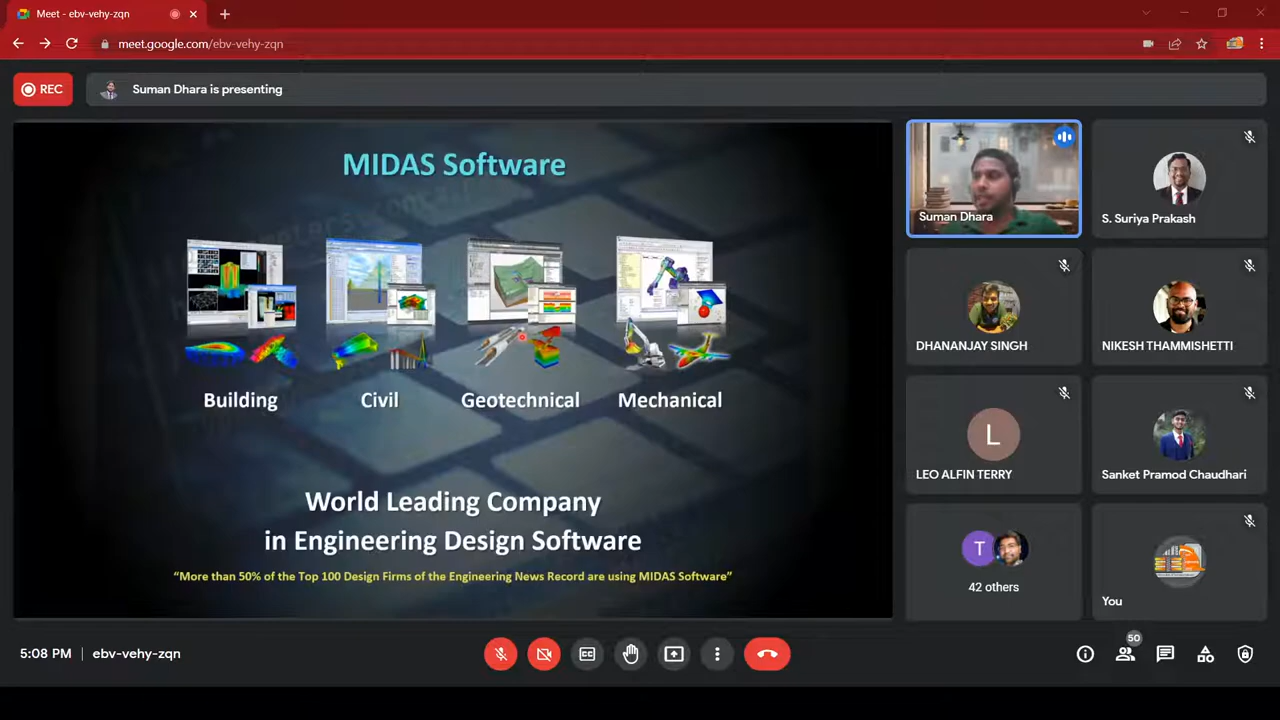 Meet - ebv-vehy-zqn
meet.google.com/ebv-vehy-zqn
REC
Suman Dhara is presenting
MIDAS Software
Building
Civil
Geotechnical
Mechanical
World Leading Company
in Engineering Design Software
“More than 50% of the Top 100 Design Firms of the Engineering News Record are using MIDAS Software”
Suman Dhara
S. Suriya Prakash
DHANANJAY SINGH
NIKESH THAMMISHETTI
L
LEO ALFIN TERRY
Sanket Pramod Chaudhari
T
42 others
You
5:08 PM | ebv-vehy-zqn
CC
50